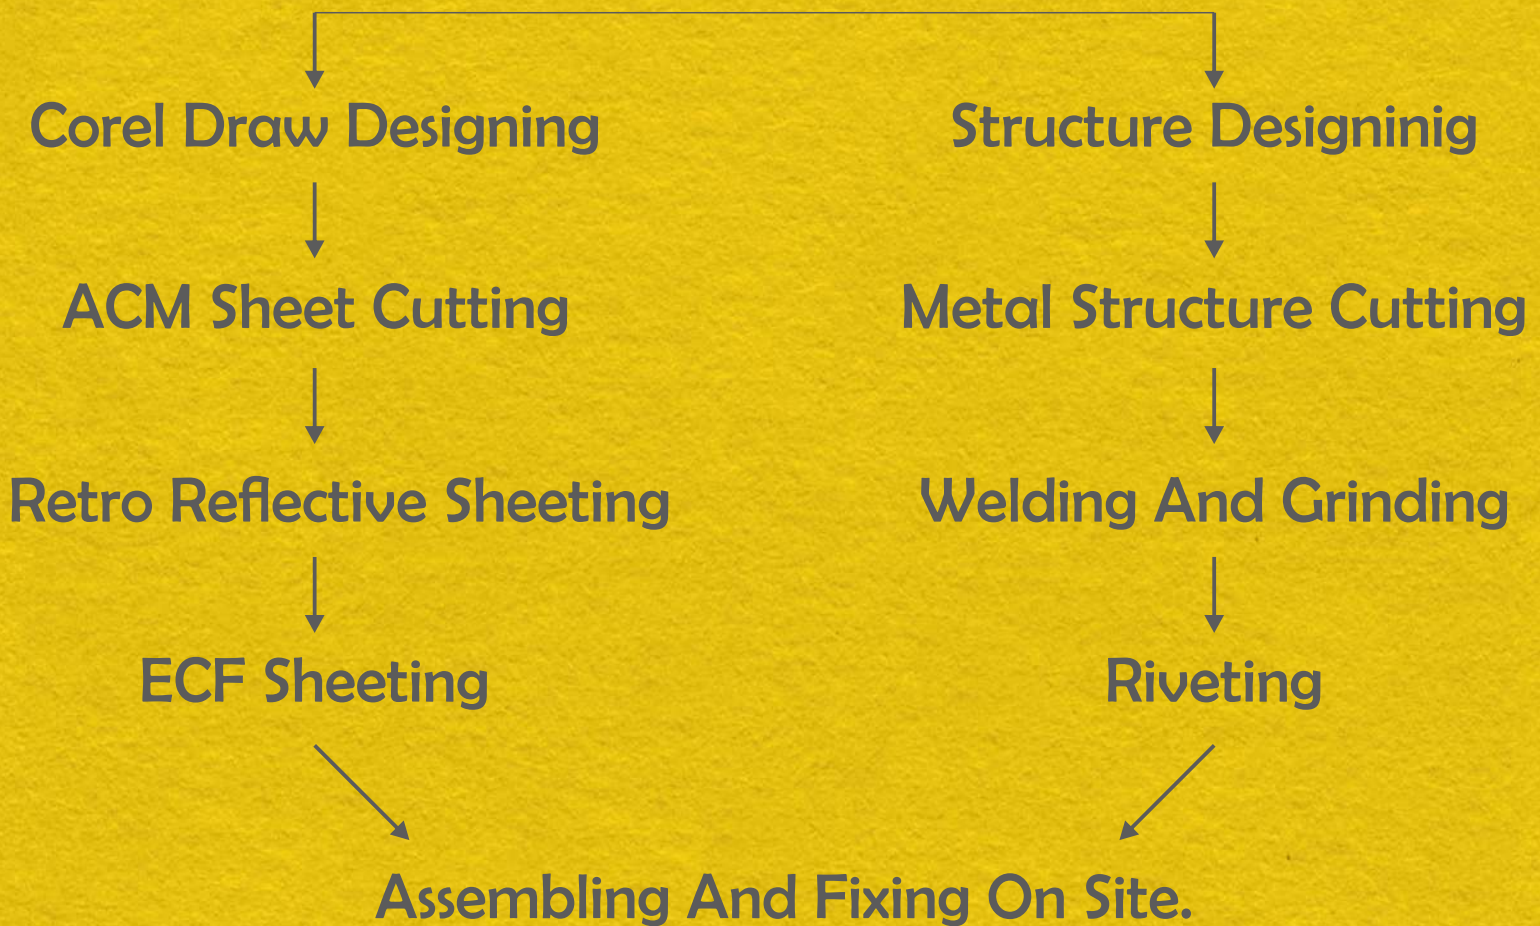 Corel Draw Designing
Structure Designinig
ACM Sheet Cutting
Metal Structure Cutting
Retro Reflective Sheeting
Welding And Grinding
ECF Sheeting
Riveting
Assembling And Fixing On Site.